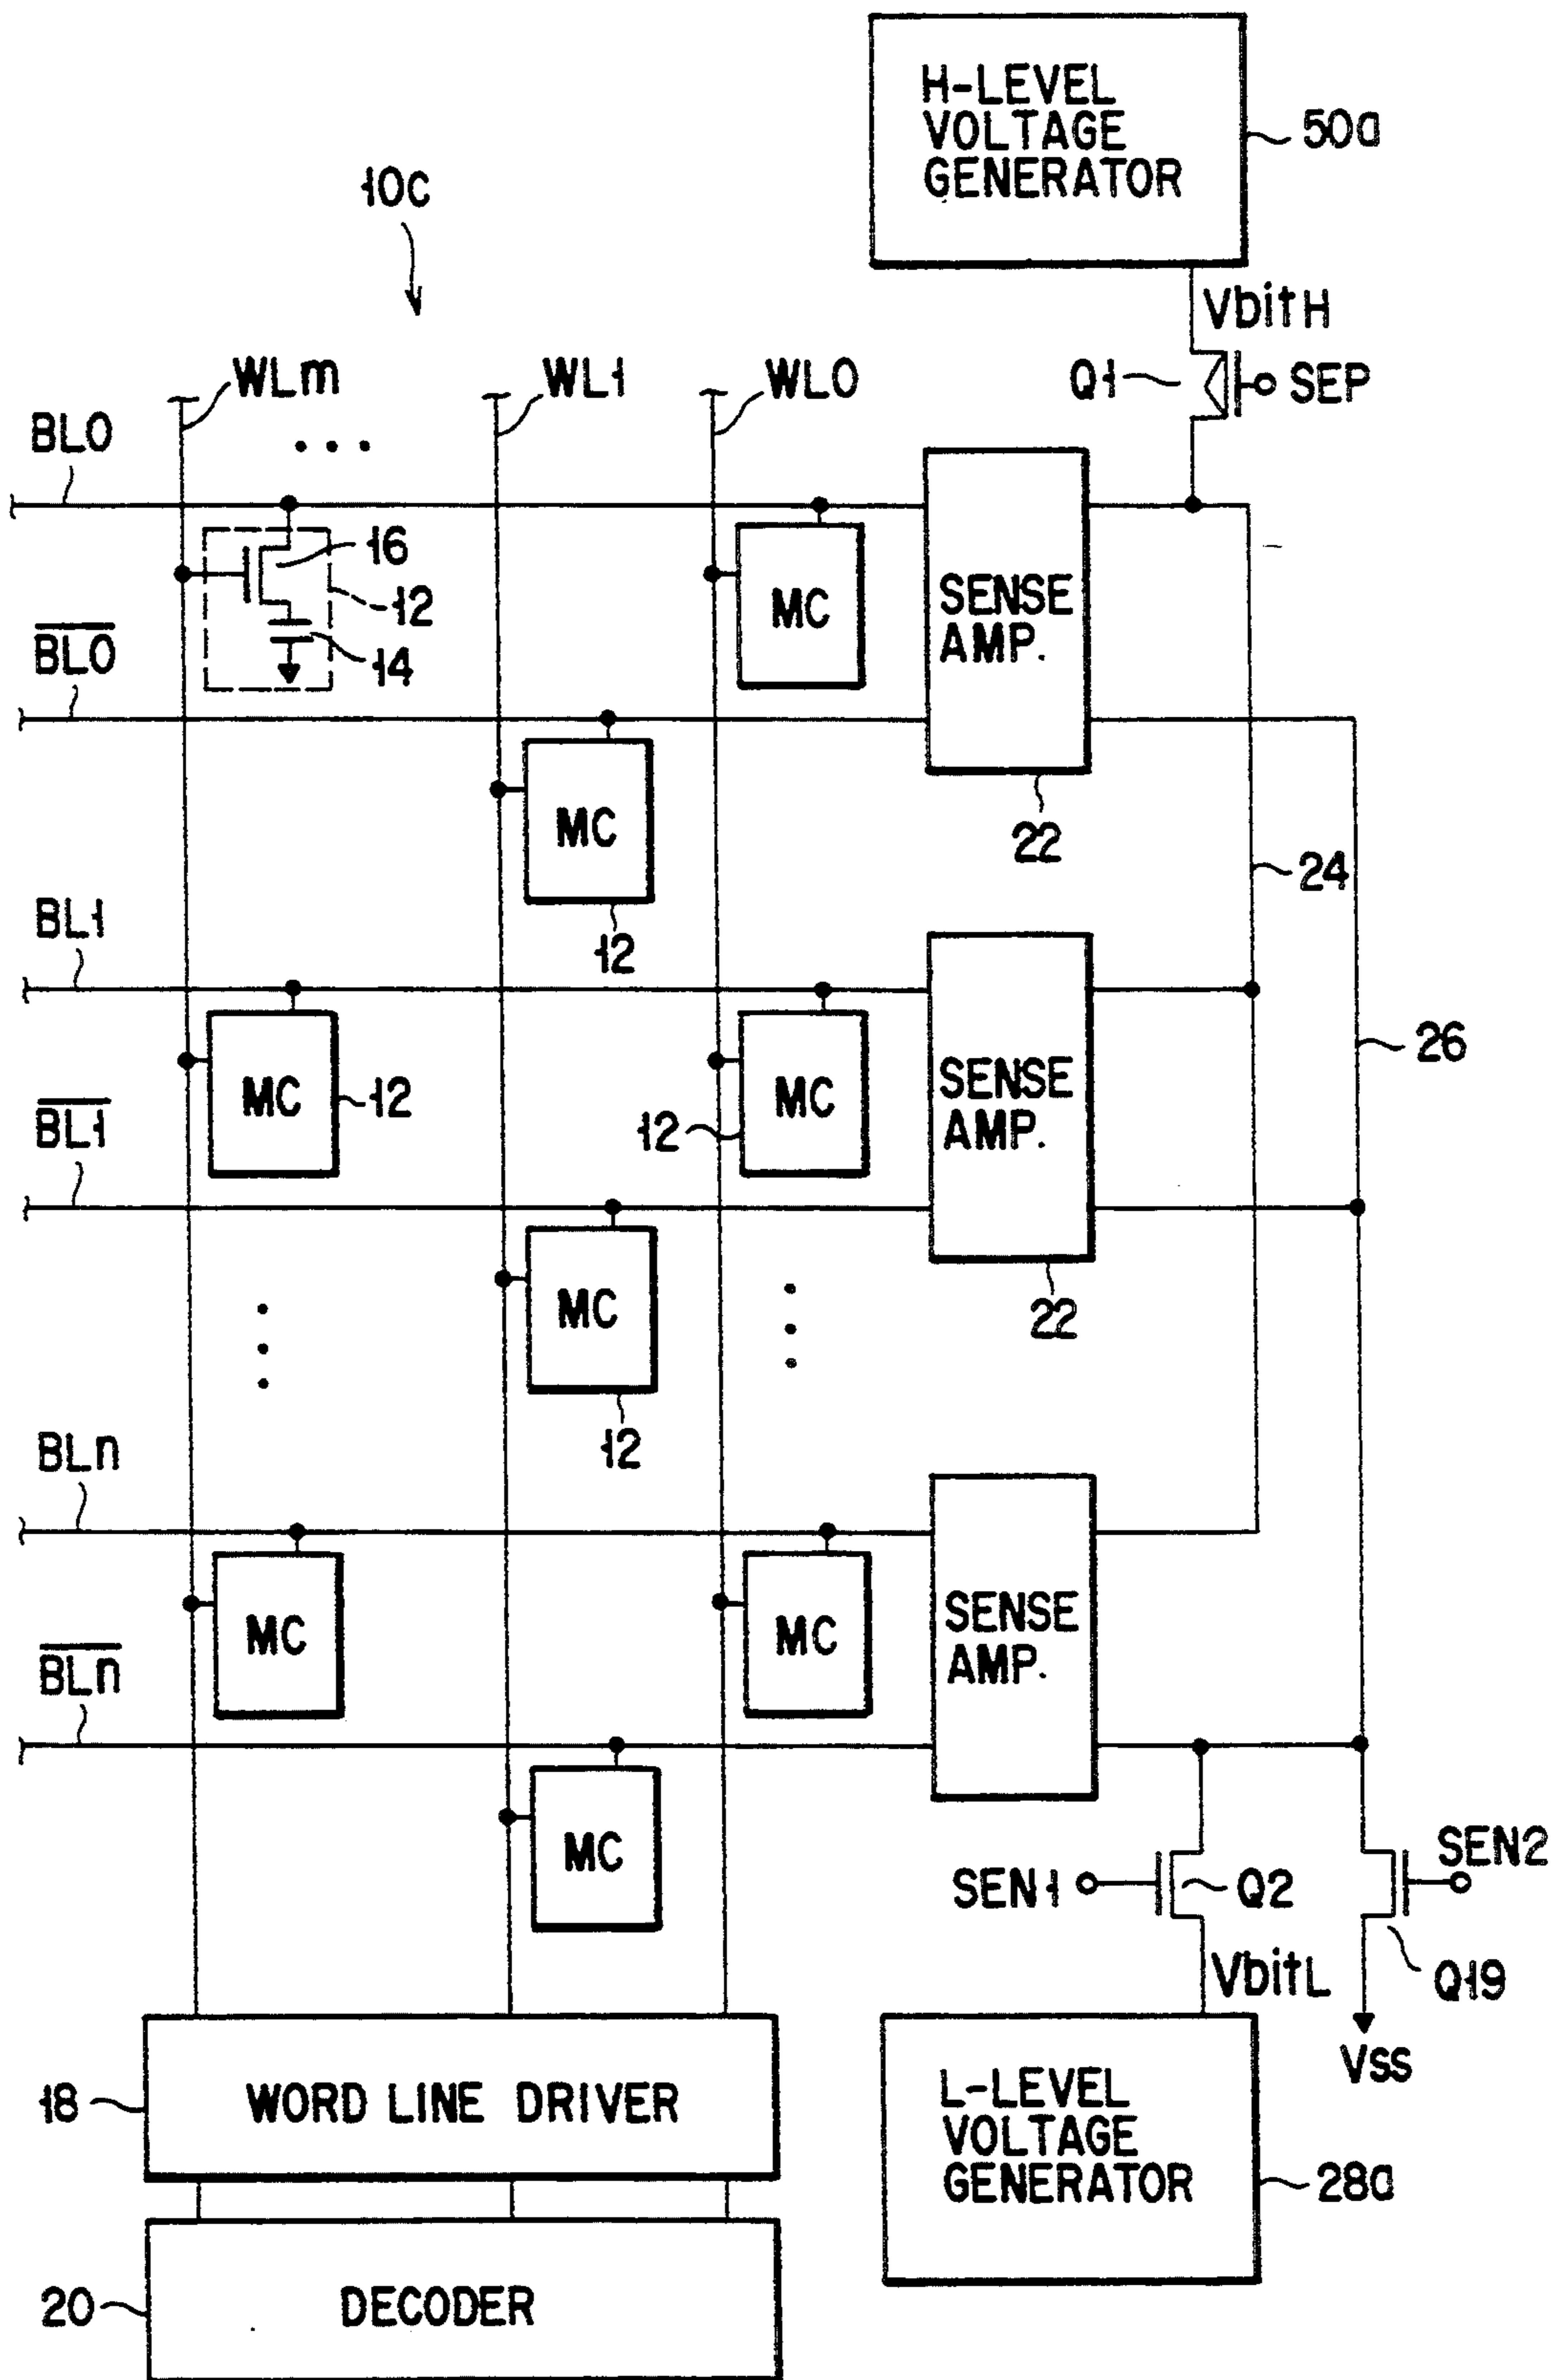 H-LEVEL
VOLTAGE
GENERATOR
50a
10C
VbitH
Q1
SEP
WLm
WL1
WL0
BL0
16
12
14
MC
SENSE
AMP.
BL0
MC
22
24
12
BL1
26
MC
12
12
MC
SENSE
AMP.
BL1
MC
22
12
BLn
MC
MC
SENSE
AMP.
BLn
MC
SEN1
Q2
SEN2
VbitL
Q19
VSS
18
WORD LINE DRIVER
L-LEVEL
VOLTAGE
GENERATOR
28a
20
DECODER